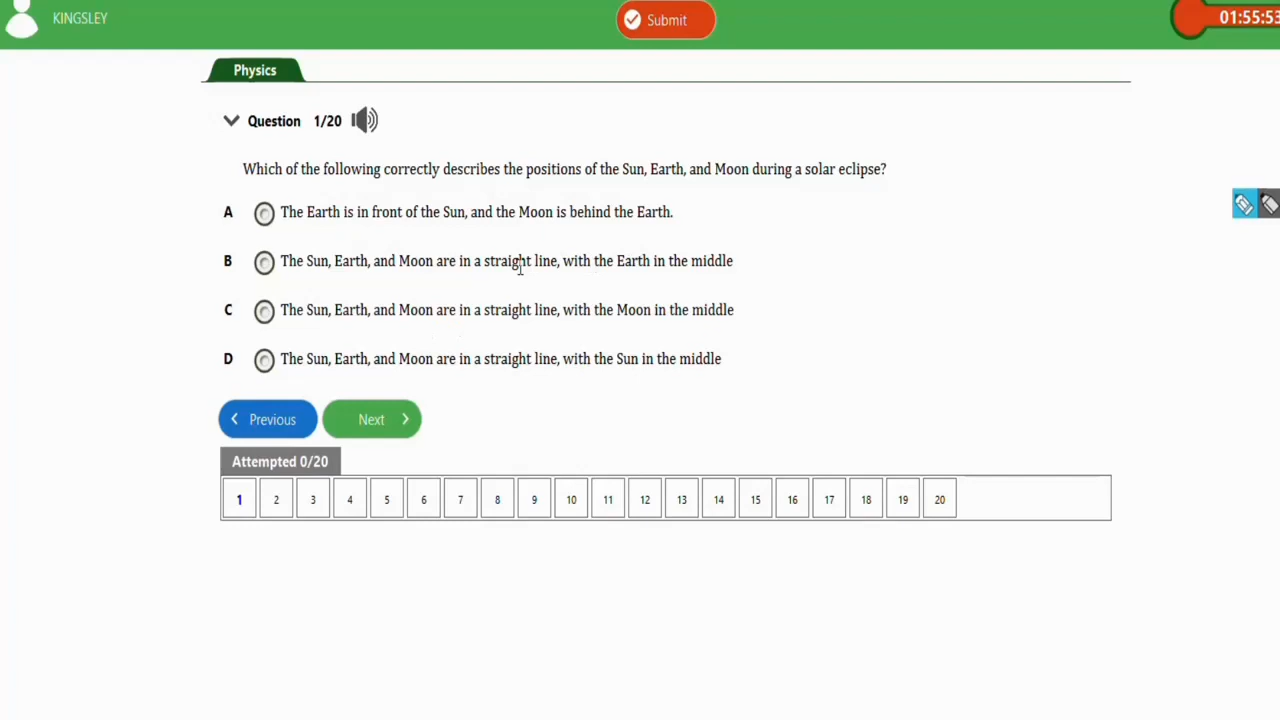 KINGSLEY
Submit
01:55:53
Physics
Question 1/20
Which of the following correctly describes the positions of the Sun, Earth, and Moon during a solar eclipse?
A The Earth is in front of the Sun, and the Moon is behind the Earth.
B The Sun, Earth, and Moon are in a straight line, with the Earth in the middle
C The Sun, Earth, and Moon are in a straight line, with the Moon in the middle
D The Sun, Earth, and Moon are in a straight line, with the Sun in the middle
Previous Next
Attempted 0/20
1 2 3 4 5 6 7 8 9 10 11 12 13 14 15 16 17 18 19 20